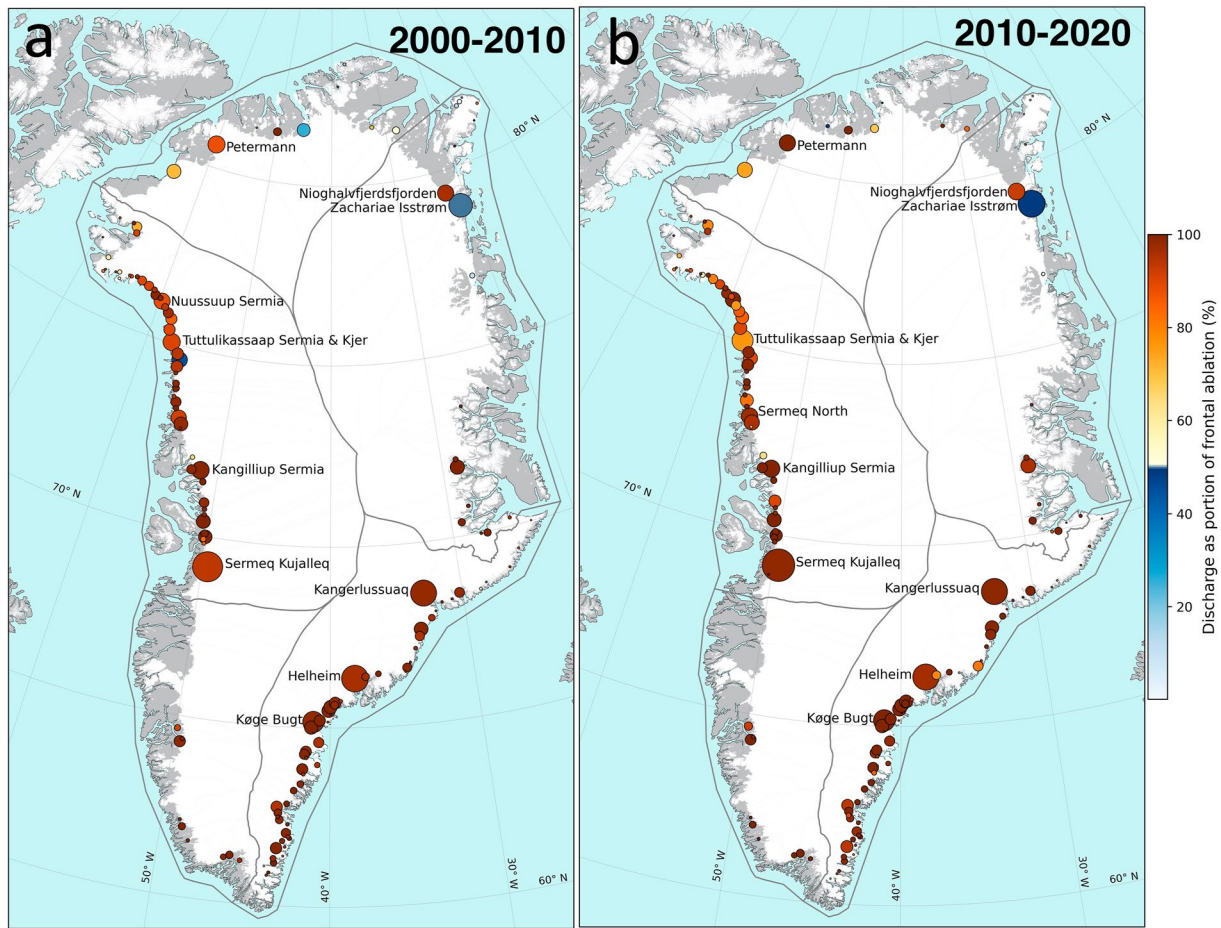 a
2000-2010
80° N
Petermann
Nioghalvfjerdsfjorden
Zachariae Isstrøm
Nuussuup Sermia
Tuttulikassaap Sermia & Kjer
Kangilliup Sermia
70° N
Sermeq Kujalleq
Kangerlussuaq
Helheim
Køge Bugt
50° W
40° W
30° W
60° N
b
2010-2020
80° N
Petermann
Nioghalvfjerdsfjorden
Zachariae Isstrøm
Tuttulikassaap Sermia & Kjer
Sermeq North
Kangilliup Sermia
70° N
Sermeq Kujalleq
Kangerlussuaq
Helheim
Køge Bugt
50° W
40° W
30° W
60° N
100
80
60
40
20
Discharge as portion of frontal ablation (%)